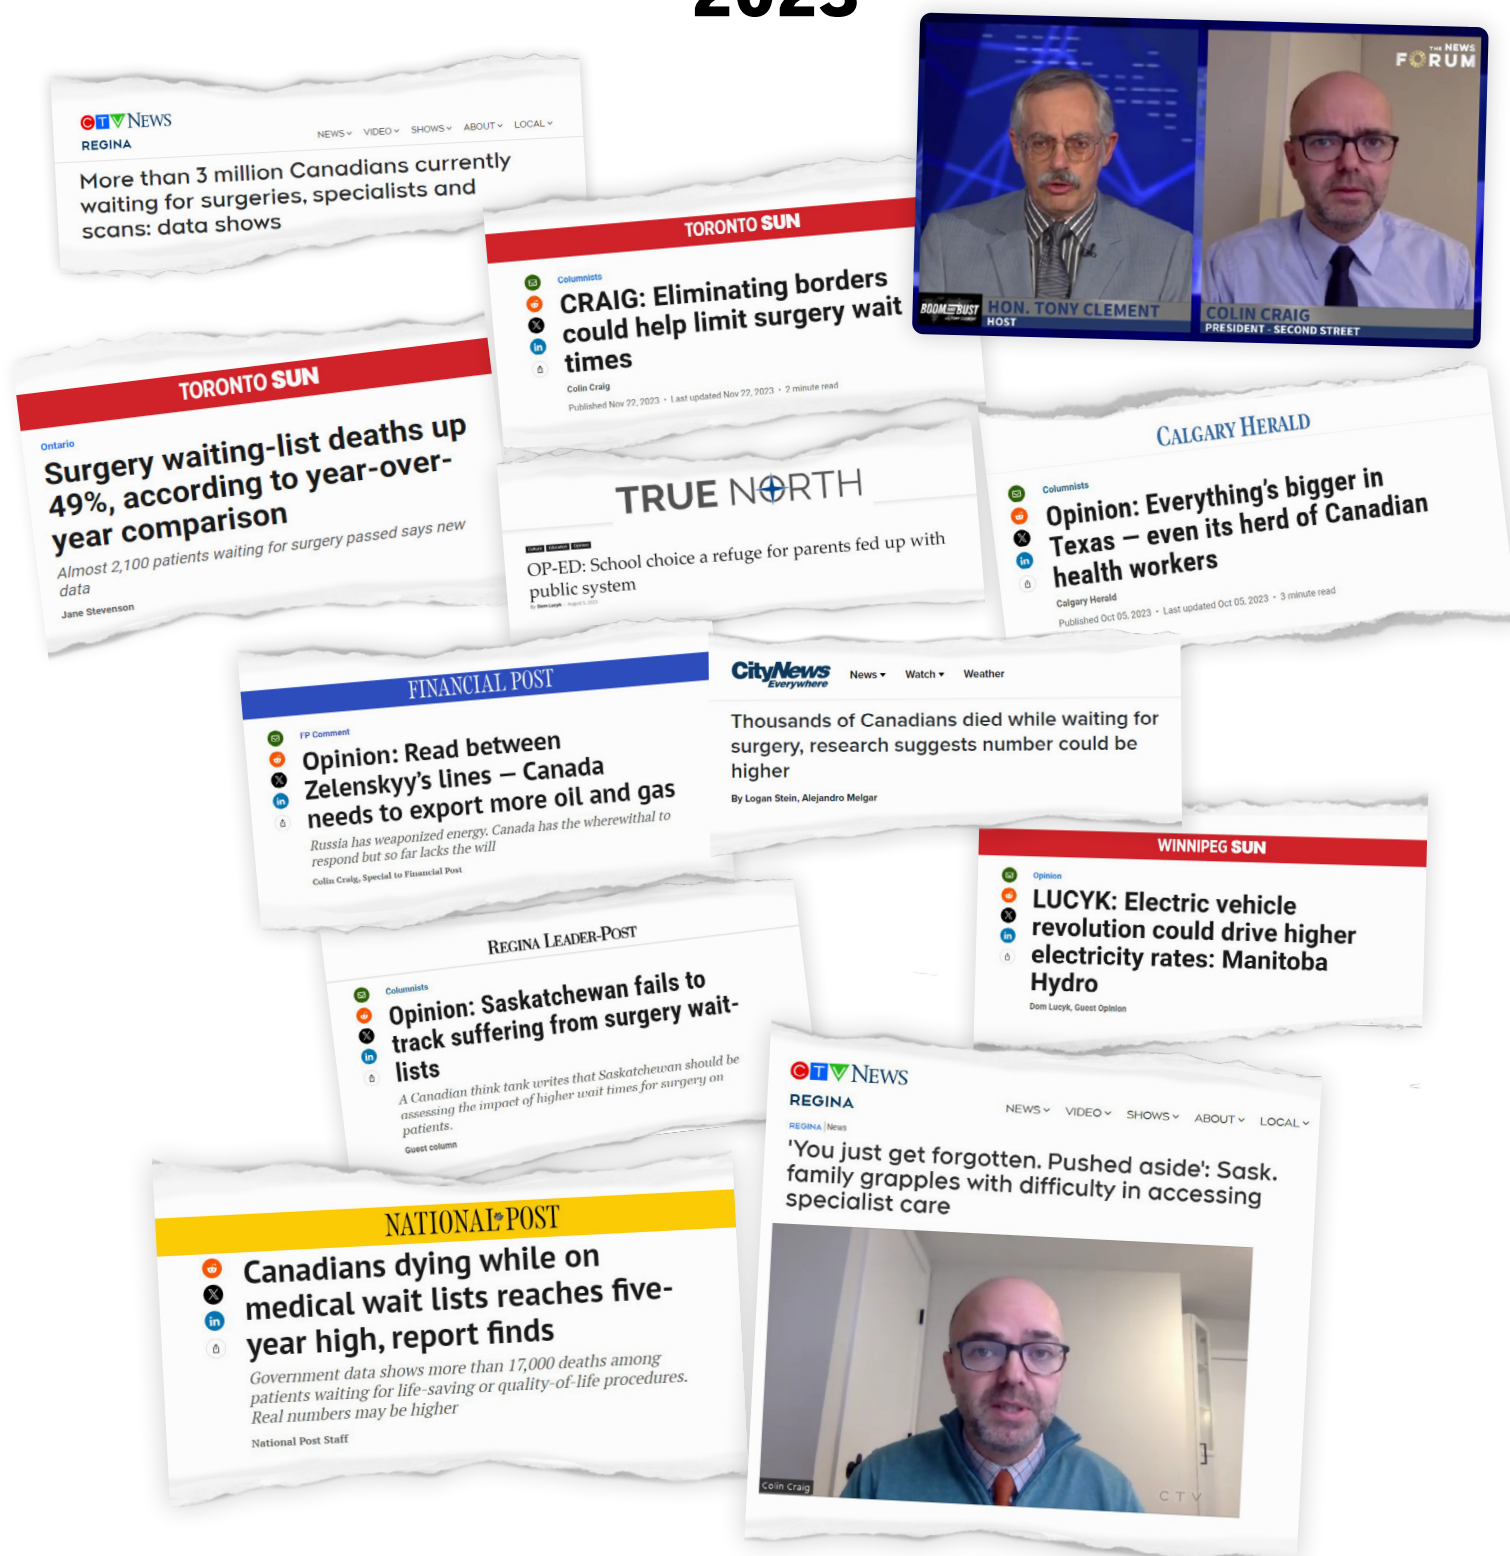 2023
CTV NEWS
REGINA
NEWS VIDEO SHOWS ABOUT LOCAL
More than 3 million Canadians currently
waiting for surgeries, specialists and
scans: data shows
THE NEWS
FORUM
BOOM BUST
HON. TONY CLEMENT
HOST
COLIN CRAIG
PRESIDENT - SECOND STREET
TORONTO SUN
Columnists
CRAIG: Eliminating borders
could help limit surgery wait
times
Colin Craig
Published Nov 22, 2023 • Last updated Nov 22, 2023 • 2 minute read
TORONTO SUN
Ontario
Surgery waiting-list deaths up
49%, according to year-over-
year comparison
Almost 2,100 patients waiting for surgery passed says new
data
Jane Stevenson
TRUE NORTH
Culture Education Opinion
OP-ED: School choice a refuge for parents fed up with
public system
By Dom Lucyk - August 5, 2023
CALGARY HERALD
Columnists
Opinion: Everything's bigger in
Texas — even its herd of Canadian
health workers
Calgary Herald
Published Oct 05, 2023 • Last updated Oct 05, 2023 • 3 minute read
FINANCIAL POST
FP Comment
Opinion: Read between
Zelenskyy's lines — Canada
needs to export more oil and gas
Russia has weaponized energy. Canada has the wherewithal to
respond but so far lacks the will
Colin Craig, Special to Financial Post
CityNews
Everywhere
News Watch Weather
Thousands of Canadians died while waiting for
surgery, research suggests number could be
higher
By Logan Stein, Alejandro Melgar
WINNIPEG SUN
Opinion
LUCYK: Electric vehicle
revolution could drive higher
electricity rates: Manitoba
Hydro
Dom Lucyk, Guest Opinion
REGINA LEADER-POST
Columnists
Opinion: Saskatchewan fails to
track suffering from surgery wait-
lists
A Canadian think tank writes that Saskatchewan should be
assessing the impact of higher wait times for surgery on
patients.
Guest column
CTV NEWS
REGINA
NEWS VIDEO SHOWS ABOUT LOCAL
REGINA | News
'You just get forgotten. Pushed aside': Sask.
family grapples with difficulty in accessing
specialist care
Colin Craig
CTV
NATIONAL POST
Canadians dying while on
medical wait lists reaches five-
year high, report finds
Government data shows more than 17,000 deaths among
patients waiting for life-saving or quality-of-life procedures.
Real numbers may be higher
National Post Staff